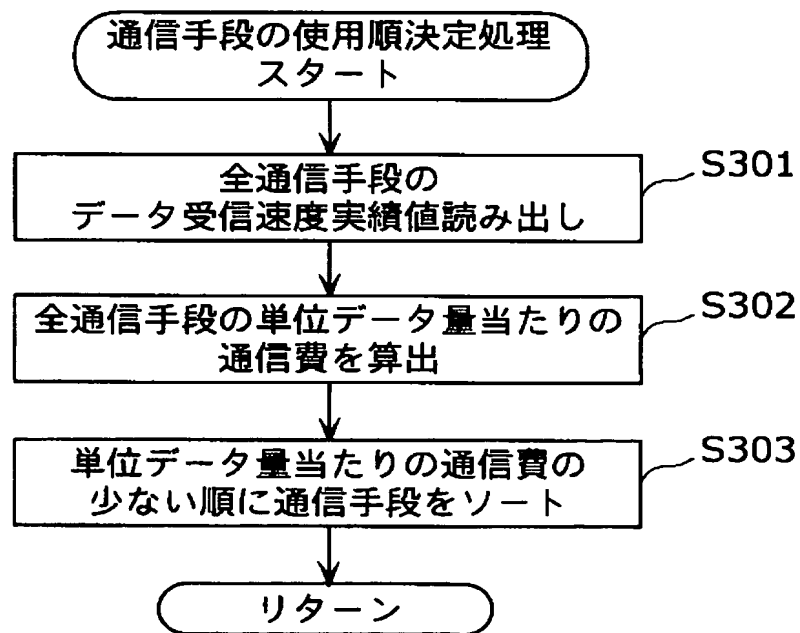 通信手段の使用順決定処理
スタート
全通信手段の
データ受信速度実績値読み出し
S301
全通信手段の単位データ量当たりの
通信費を算出
S302
単位データ量当たりの通信費の
少ない順に通信手段をソート
S303
リターン